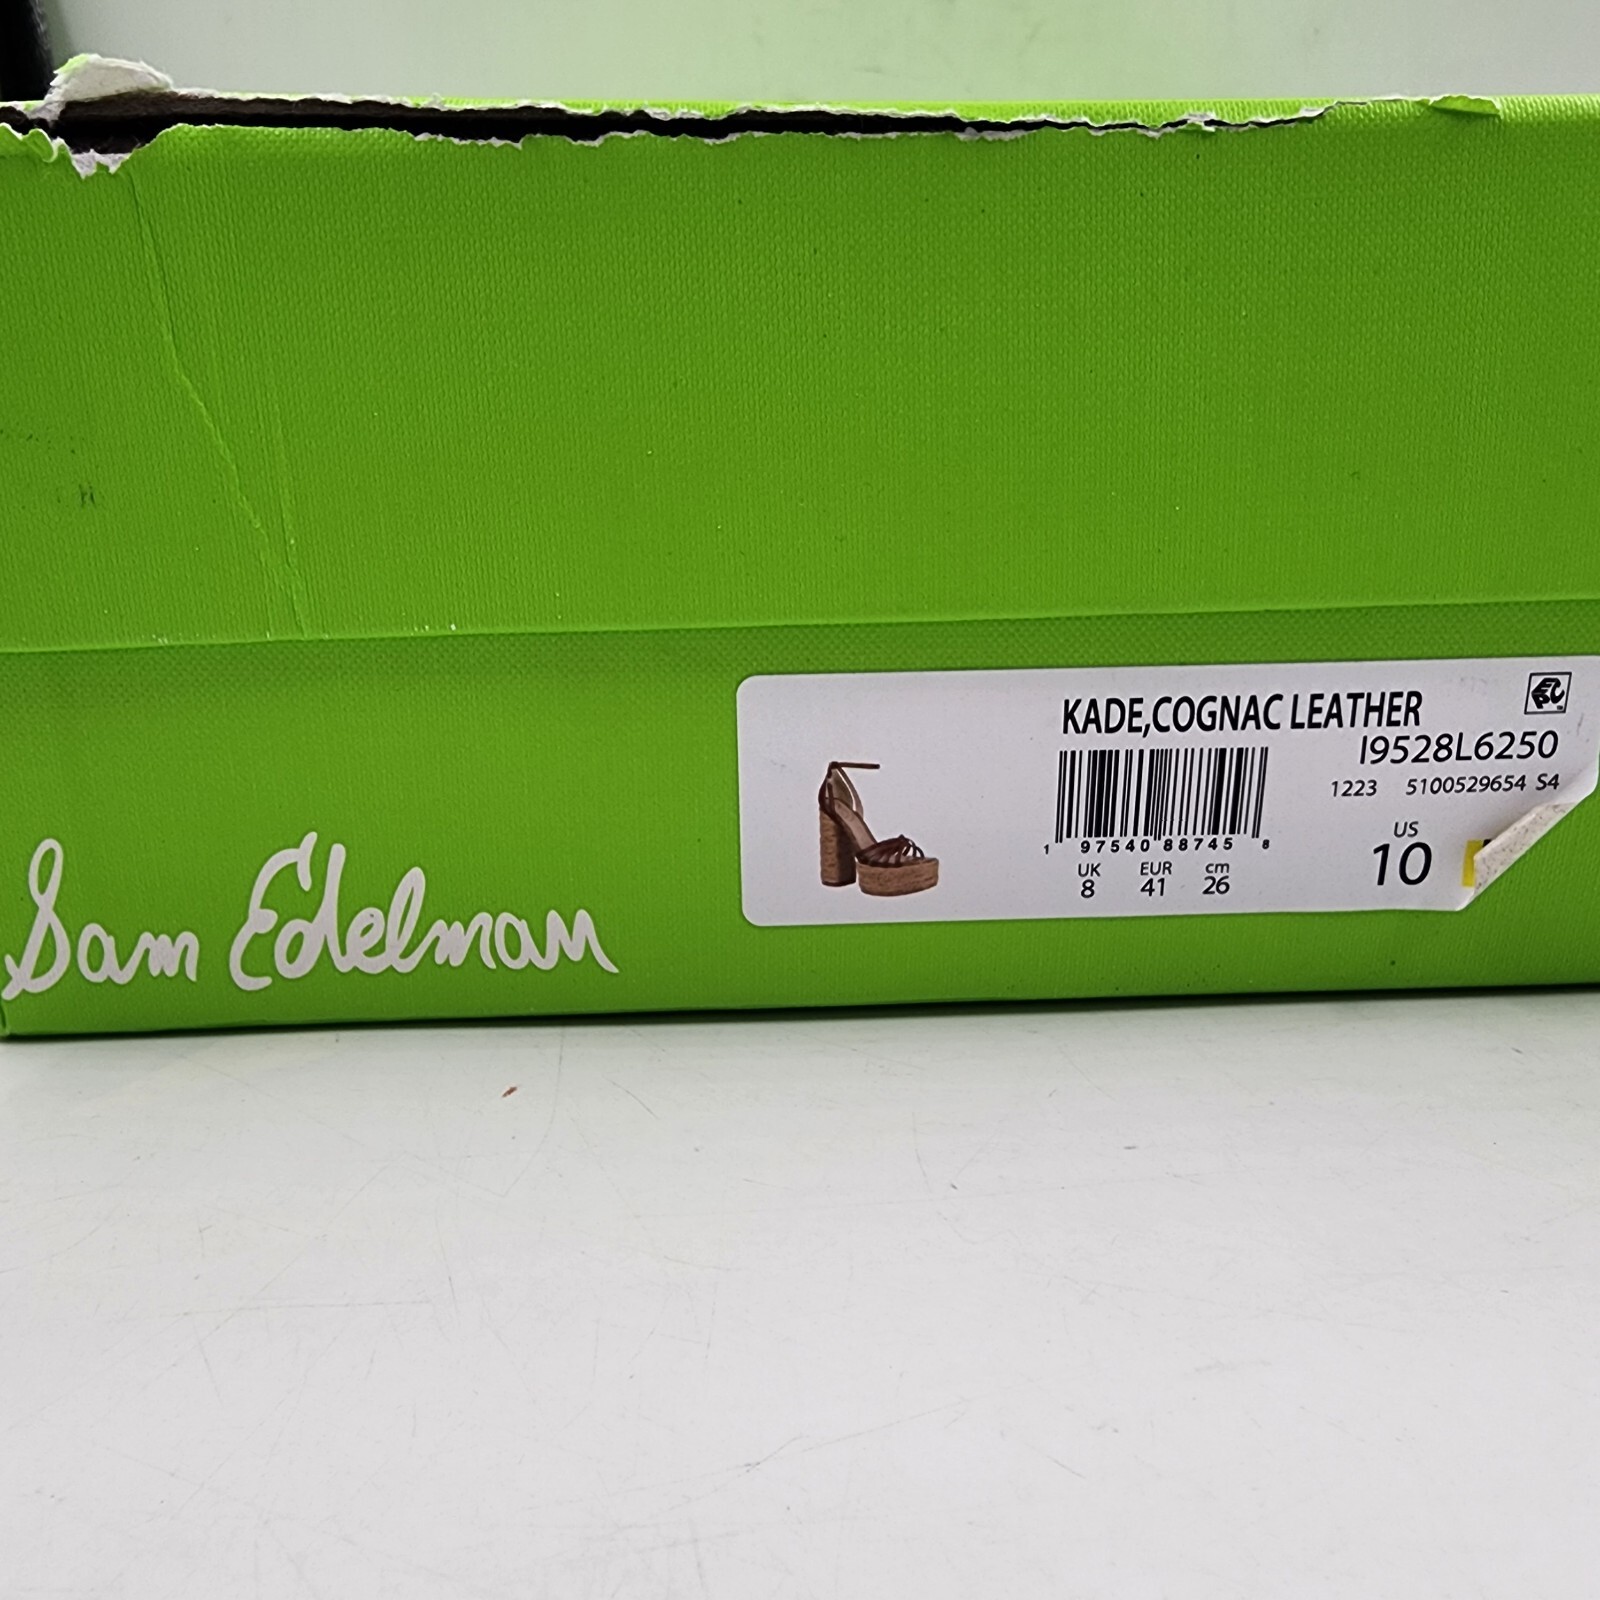 Sam Edelman
KADE,COGNAC LEATHER
I9528L6250
1223 5100529654 S4
1 97540 88745 8
UK EUR cm
8 41 26
US
10